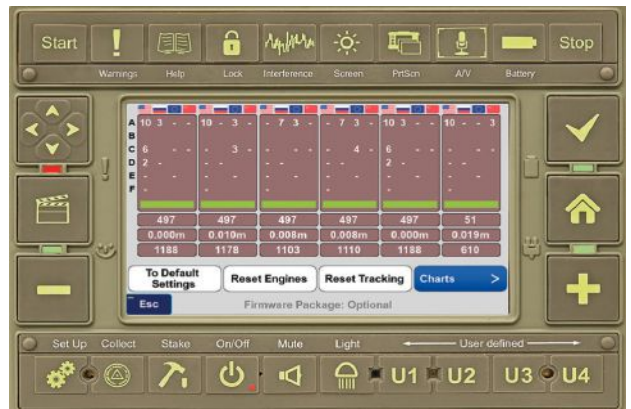 Start Stop
Warnings Help Lock Interference Screen PrtScn A/V Battery
A 10 3 - - 10 - 3 - - 7 3 - - 7 3 - 10 3 - - 10 - - 3
B
C 6 - - - - - 3 - - - - - - - 4 - 6 - - - - - - -
D 2 - - - - - - 2 - - -
E - - - - - - - - - - - -
F - - - - - -
497 497 497 497 497 51
0.000m 0.010m 0.008m 0.008m 0.000m 0.019m
1188 1178 1103 1110 1188 610
To Default Settings Reset Engines Reset Tracking Charts >
Esc Firmware Package: Optional
Set Up Collect Stake On/Off Mute Light User defined
U1 U2 U3 U4